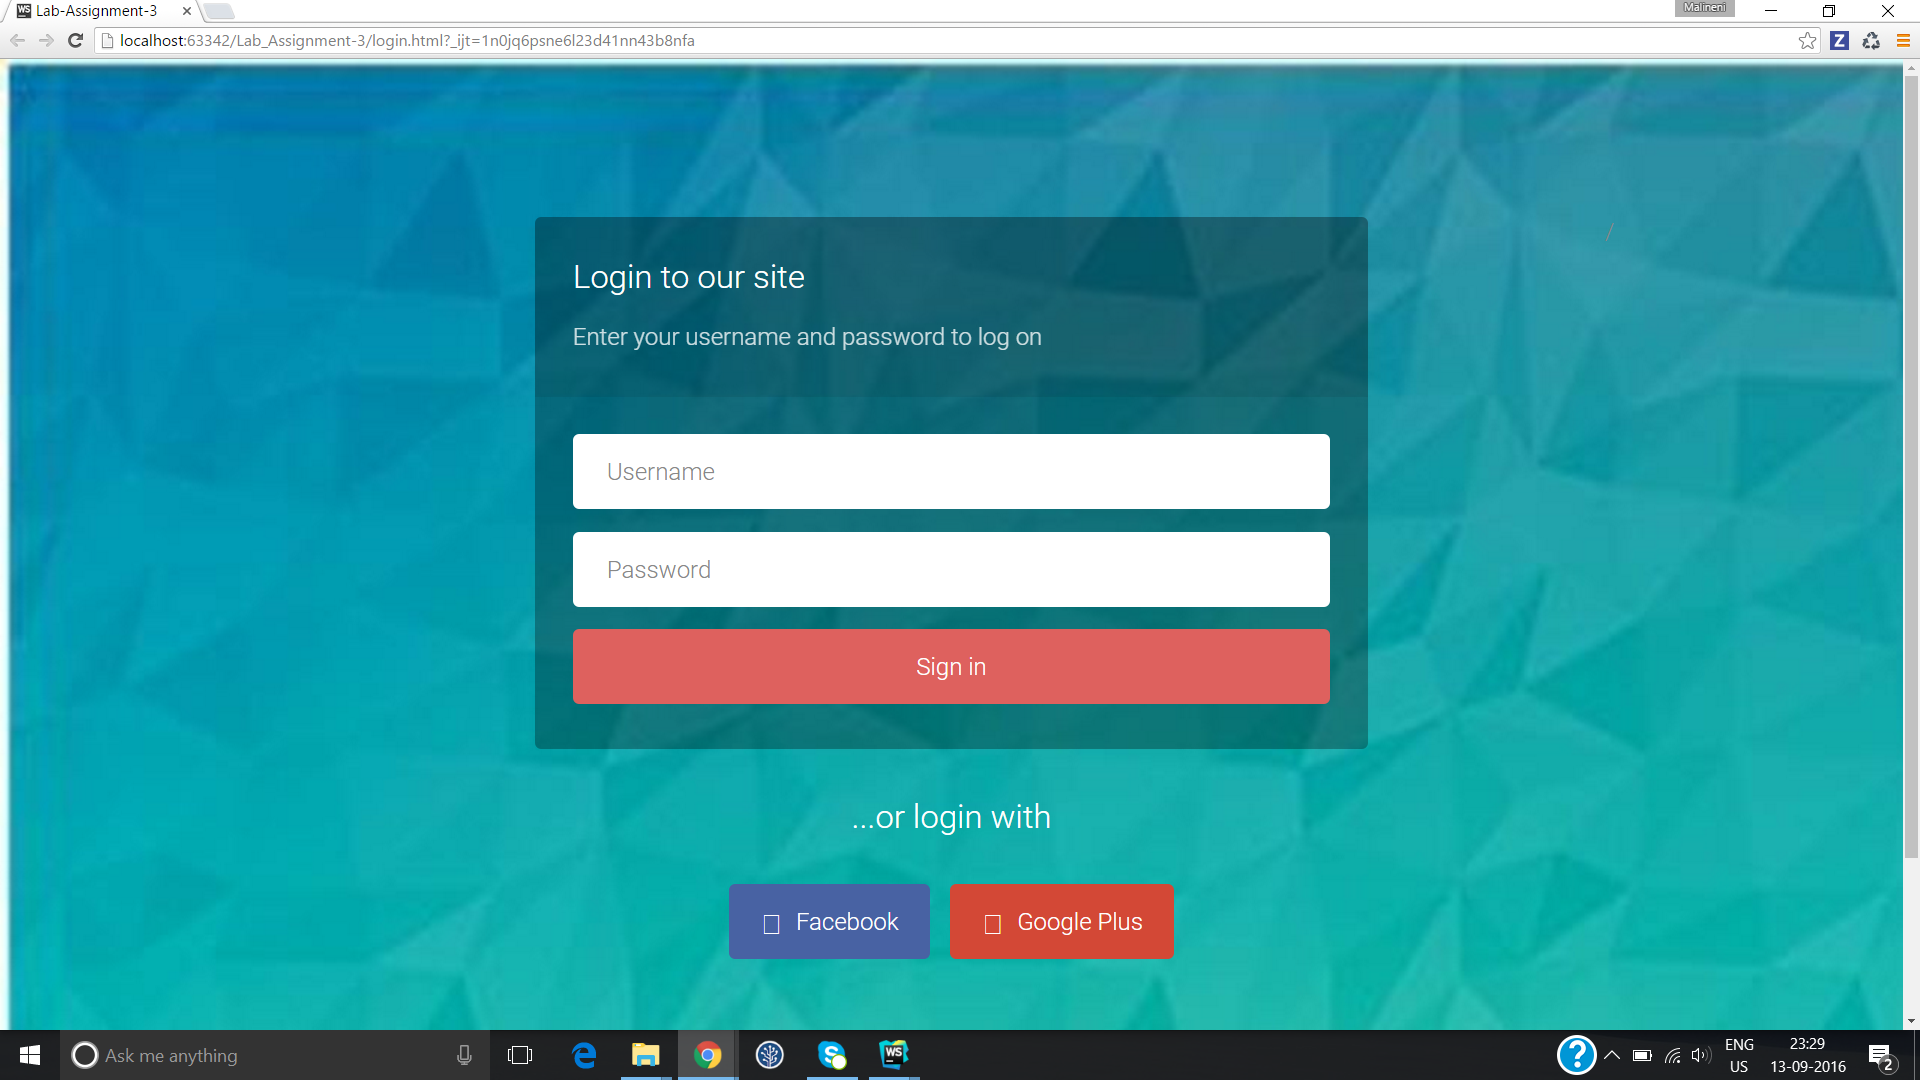 WS Lab-Assignment-3
Malineni
localhost:63342/Lab_Assignment-3/login.html?_ijt=1n0jq6psne6l23d41nn43b8nfa
Z
Login to our site
Enter your username and password to log on
Username
Password
Sign in
...or login with
Facebook
Google Plus
Ask me anything
WS
ENG
US
23:29
13-09-2016
2